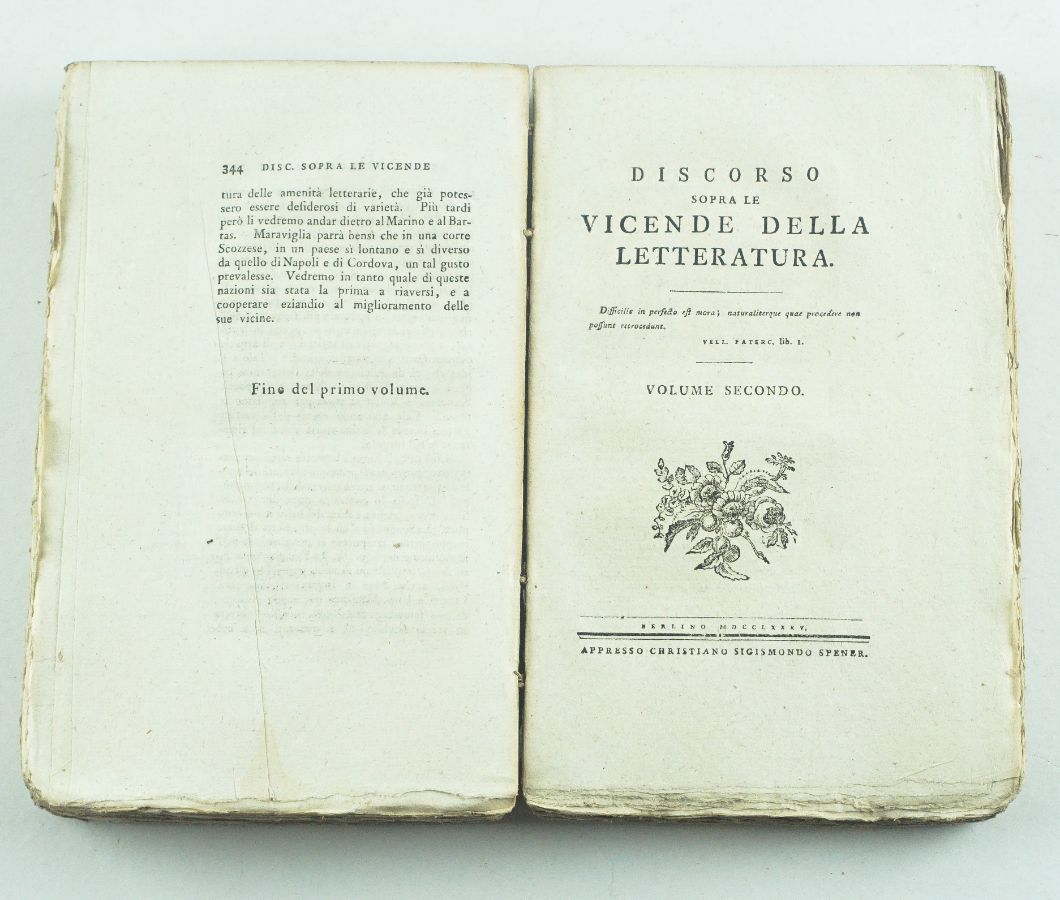 344 DISC. SOPRA LE VICENDE
tura delle amenità letterarie, che già potes-
sero essere desiderosi di varietà. Più tardi
però li vedremo andar dietro al Marino e al Bar-
tas. Maraviglia parrà bensì che in una corte
Scozzese, in un paese sì lontano e sì diverso
da quello di Napoli e di Cordova, un tal gusto
prevalesse. Vedremo in tanto quale di queste
nazioni sia stata la prima a riaversi, e a
cooperare eziandio al miglioramento delle
sue vicine.
Fine del primo volume.
DISCORSO
SOPRA LE
VICENDE DELLA
LETTERATURA.
Difficilis in perfecto est mora; naturaliterque quae procedere non
possunt recrocedunt.
VELL. PATERC. lib. I.
VOLUME SECONDO.
BERLINO MDCCLXXXV.
APPRESSO CHRISTIANO SIGISMONDO SPENER.